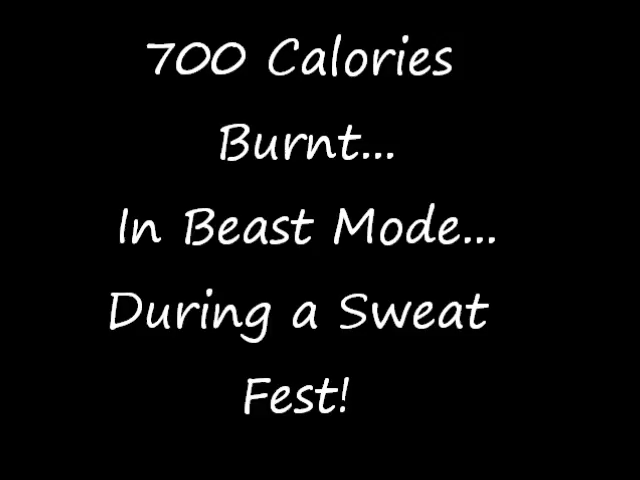 700 Calories
Burnt...
In Beast Mode...
During a Sweat
Fest!